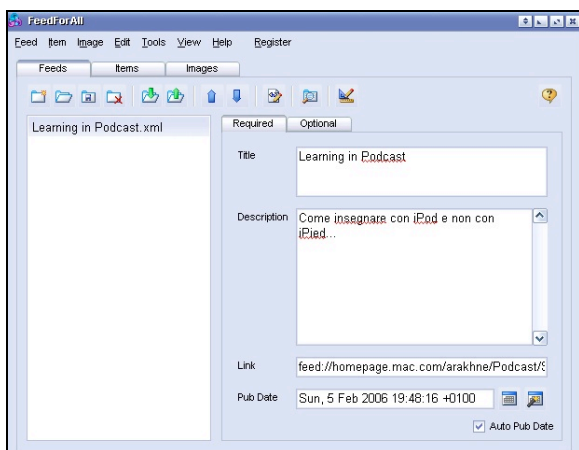 FeedForAll
Feed Item Image Edit Tools View Help Register
Feeds Items Images
Learning in Podcast.xml
Required Optional
Title
Learning in Podcast
Description
Come insegnare con iPod e non con
iPied...
Link
feed://homepage.mac.com/arakhne/Podcast/S
Pub Date
Sun, 5 Feb 2006 19:48:16 +0100
Auto Pub Date